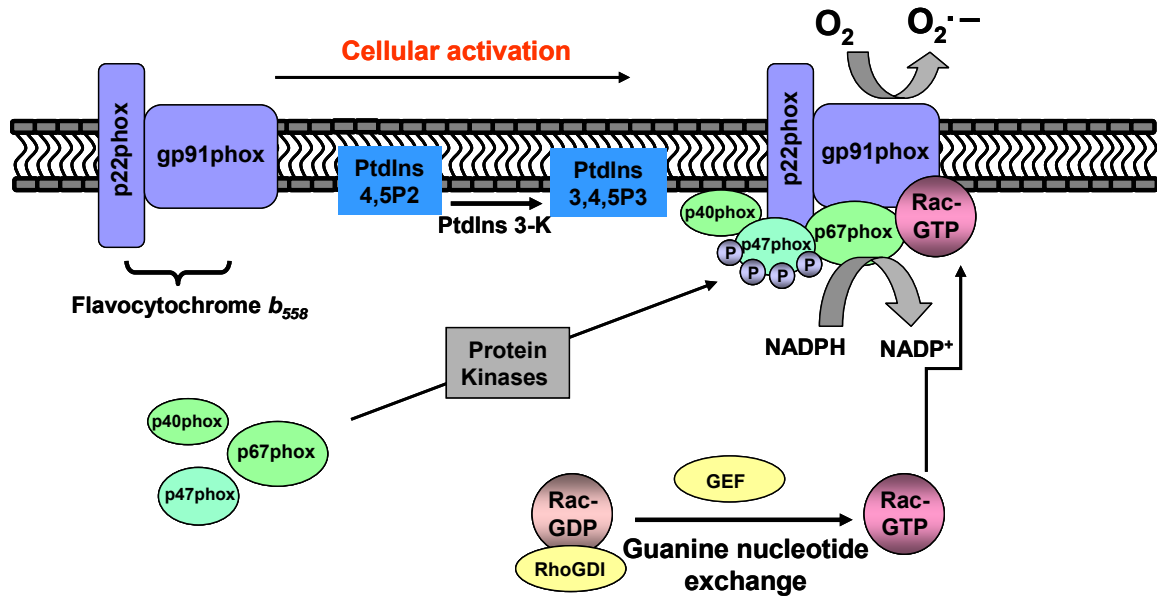 O₂
O₂·−
Cellular activation
p22phox
gp91phox
PtdIns
4,5P2
PtdIns
3,4,5P3
PtdIns 3-K
p22phox
gp91phox
p40phox
p47phox
p67phox
Rac-
GTP
P
P
P
P
Flavocytochrome b₅₅₈
NADPH
NADP⁺
Protein
Kinases
p40phox
p67phox
p47phox
GEF
Rac-
GDP
RhoGDI
Guanine nucleotide
exchange
Rac-
GTP